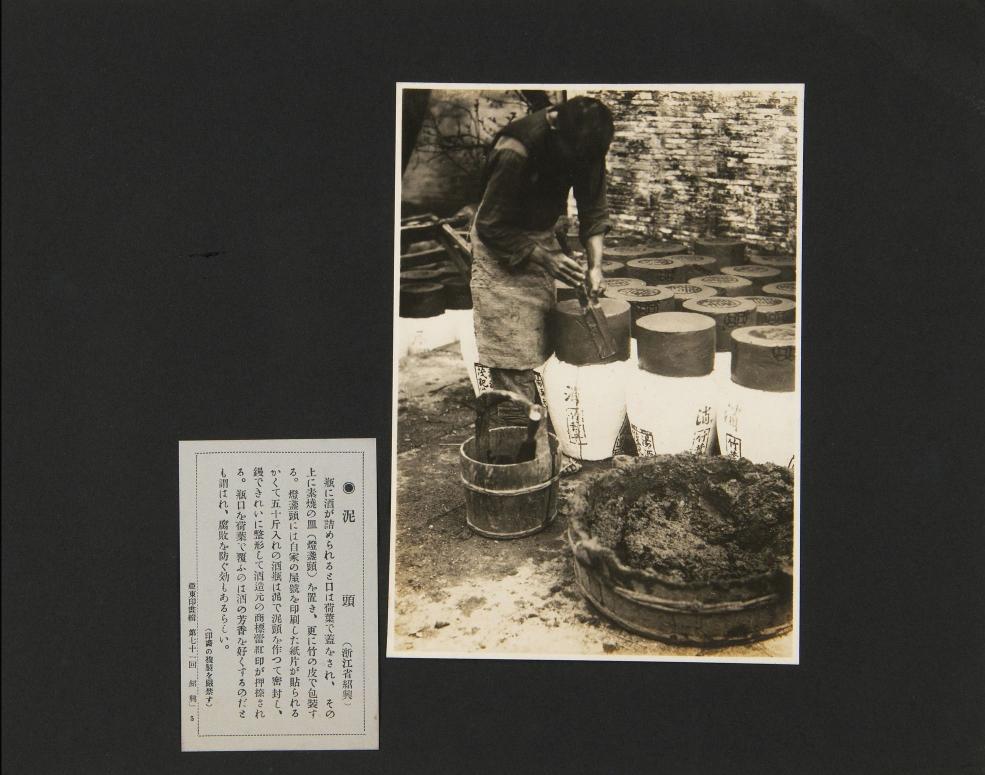 ◉泥頭
(浙江省紹興)
瓶に酒が詰められると口は荷葉で蓋をされ、その
上に素燒の皿(燈盞頭)を置き、更に竹の皮で包裝す
る。燈盞頭には自家の屋號を印刷した紙片が貼られる
かくて五十斤入れの酒瓶は泥で泥頭を作つて密封し、
鏝できれいに整形して酒造元の商標紅印が押捺され
る。瓶口を荷葉で覆ふのは酒の芳香を好くするのだと
も謂はれ、腐敗を防ぐ効もあるらしい。
(印畫の複製を嚴禁す)
亞東印畫輯 第七十一回 紹興 5
竹